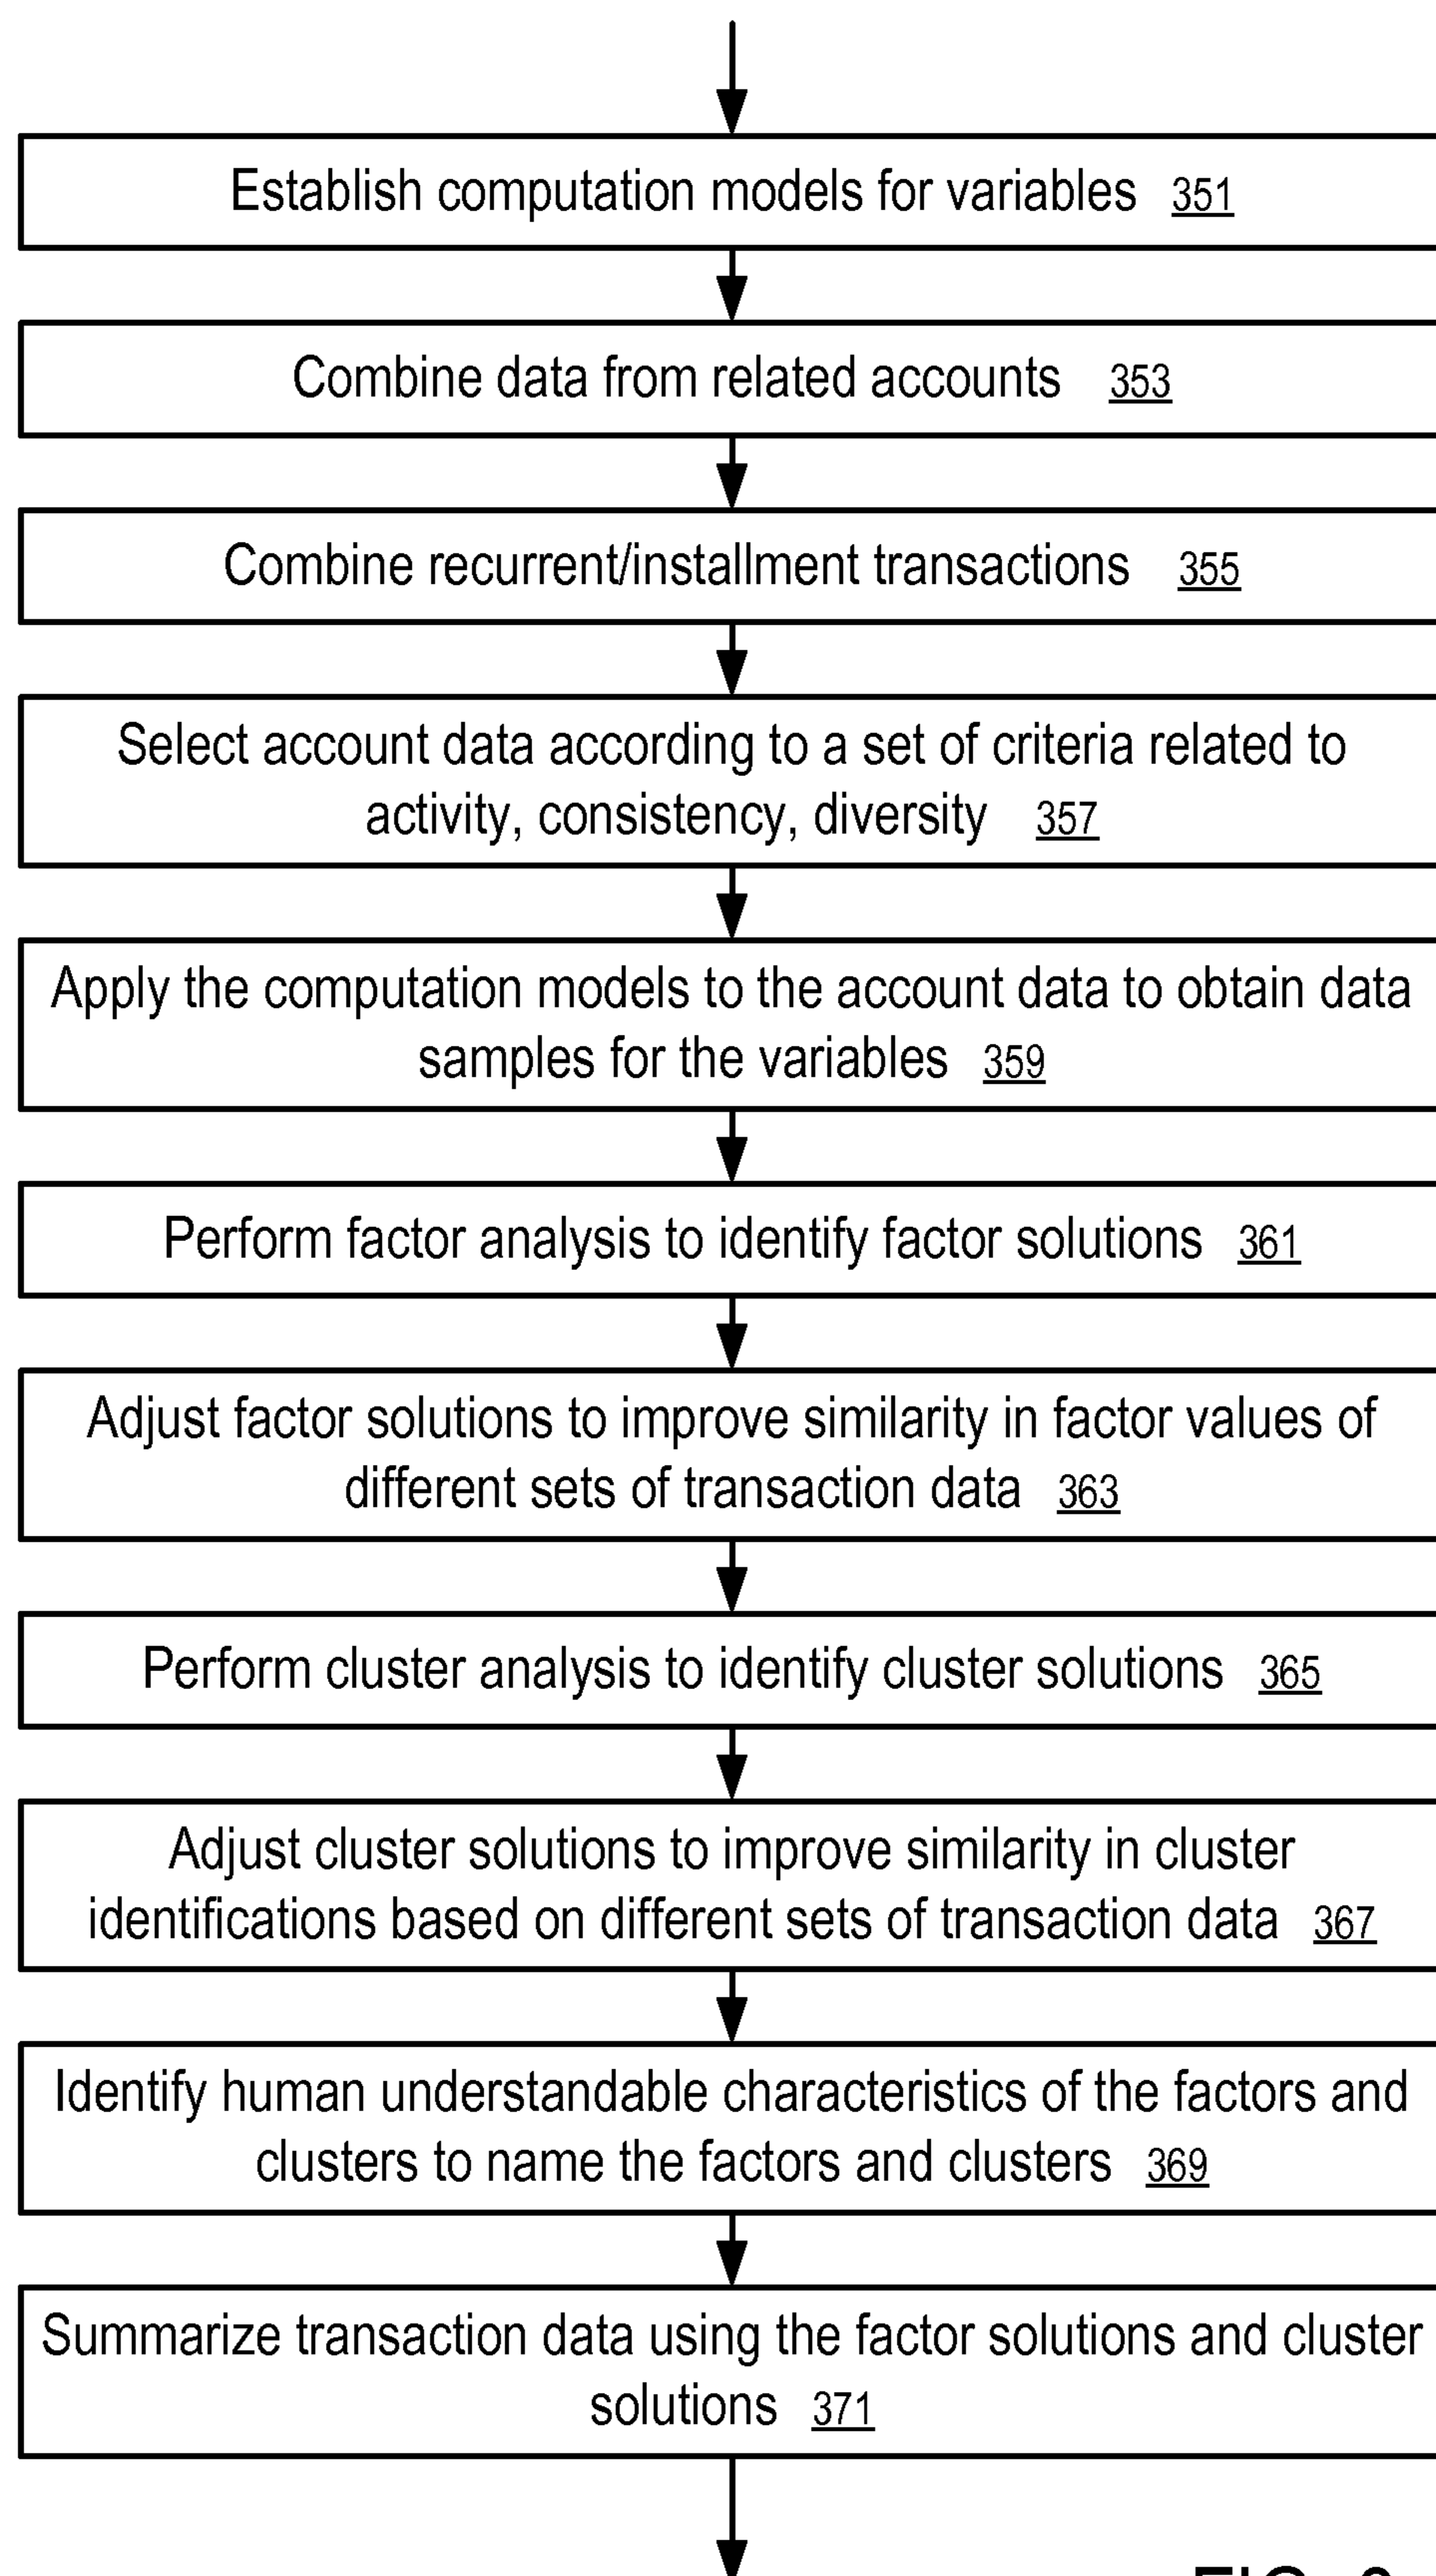 Establish computation models for variables 351
Combine data from related accounts 353
Combine recurrent/installment transactions 355
Select account data according to a set of criteria related to
activity, consistency, diversity 357
Apply the computation models to the account data to obtain data
samples for the variables 359
Perform factor analysis to identify factor solutions 361
Adjust factor solutions to improve similarity in factor values of
different sets of transaction data 363
Perform cluster analysis to identify cluster solutions 365
Adjust cluster solutions to improve similarity in cluster
identifications based on different sets of transaction data 367
Identify human understandable characteristics of the factors and
clusters to name the factors and clusters 369
Summarize transaction data using the factor solutions and cluster
solutions 371